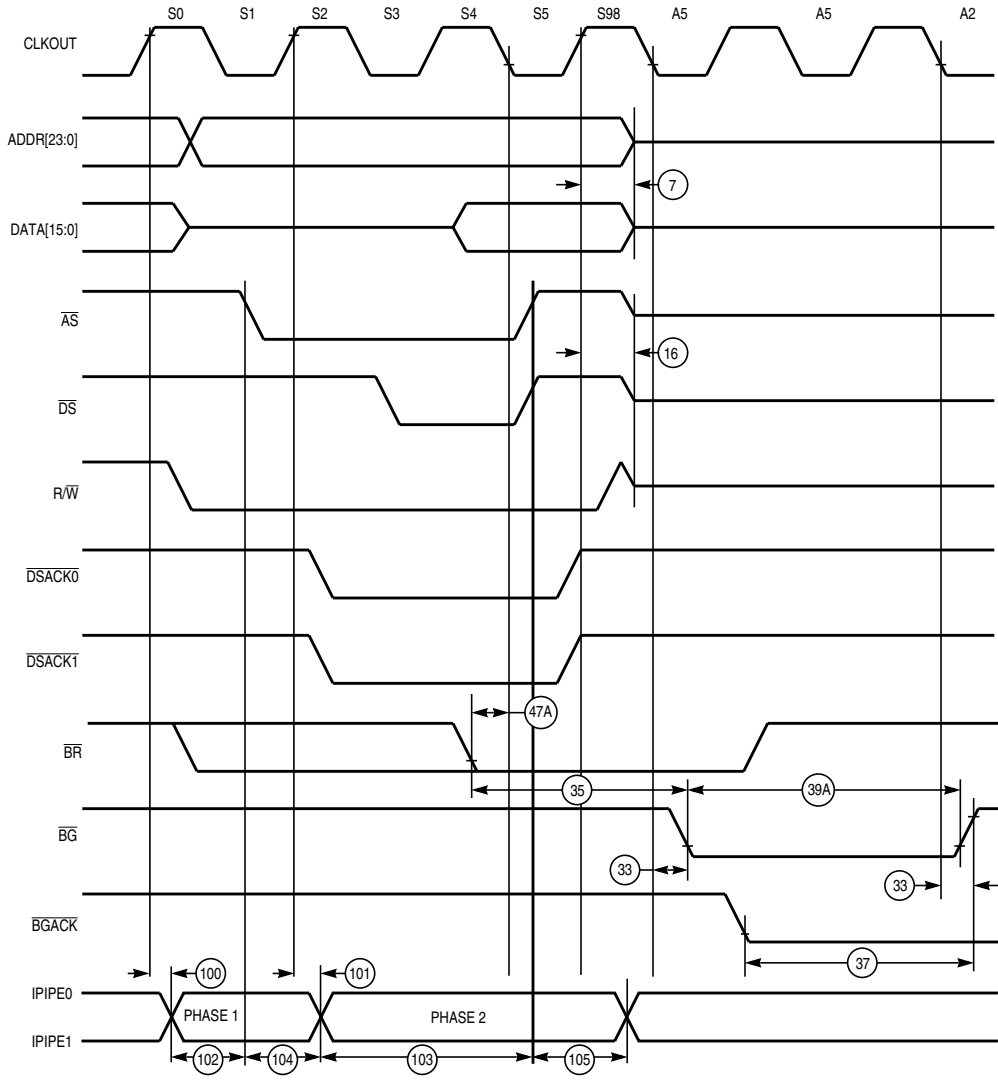 S0 S1 S2 S3 S4 S5 S98 A5 A5 A2
CLKOUT
ADDR[23:0]
7
DATA[15:0]
AS
16
DS
R/W
DSACK0
DSACK1
47A
BR
35 39A
BG
33 33
BGACK
37
100 101
IPIPE0
PHASE 1 PHASE 2
IPIPE1
102 104 103 105